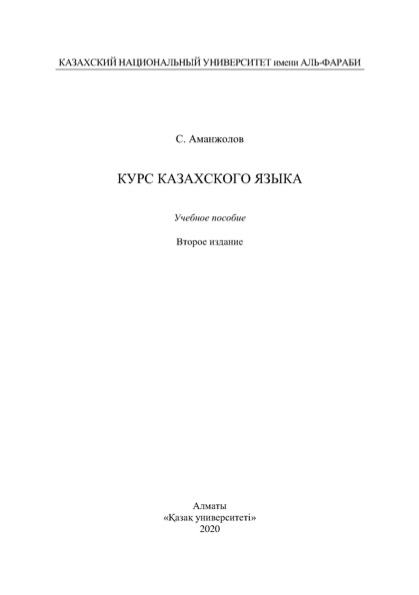 КАЗАХСКИЙ НАЦИОНАЛЬНЫЙ УНИВЕРСИТЕТ имени АЛЬ-ФАРАБИ
С. Аманжолов
КУРС КАЗАХСКОГО ЯЗЫКА
Учебное пособие
Второе издание
Алматы
«Қазақ университеті»
2020